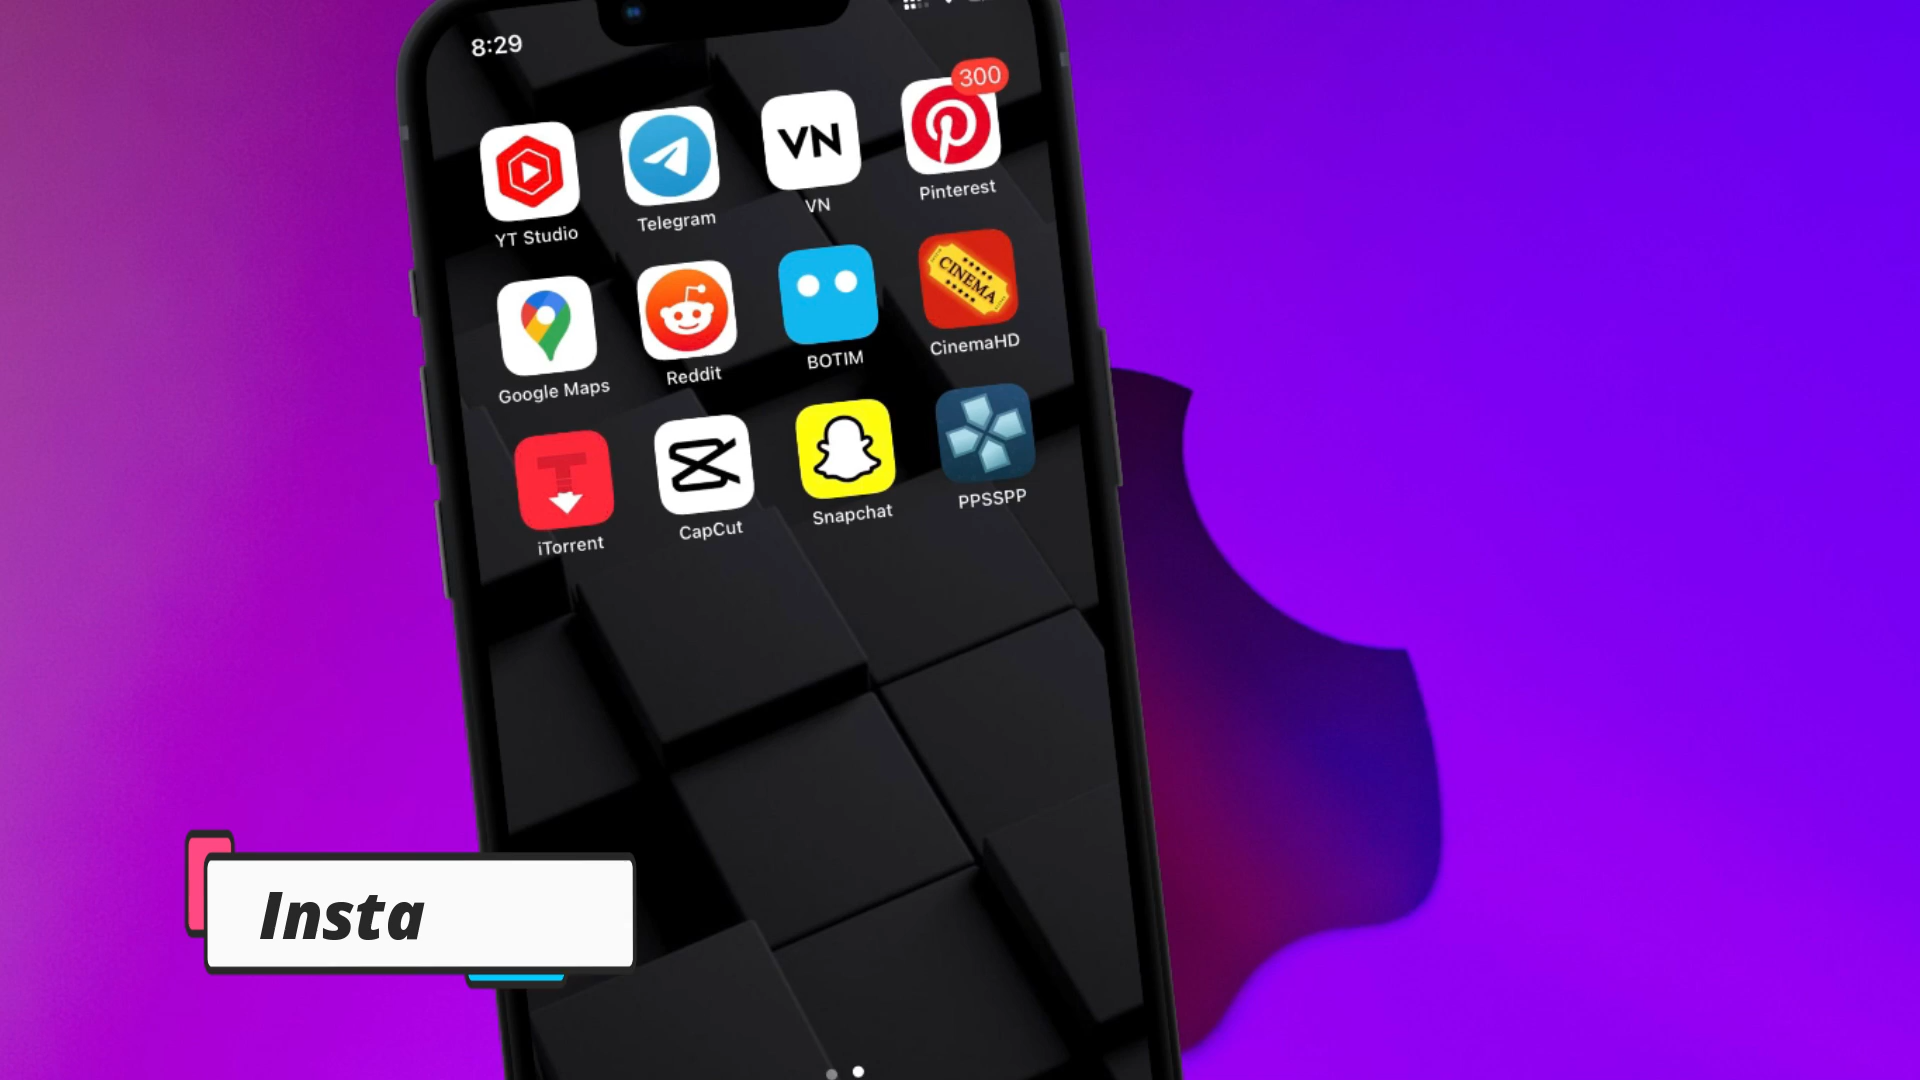 8:29
300
VN
CINEMA
YT Studio
Telegram
VN
Pinterest
Google Maps
Reddit
BOTIM
CinemaHD
iTorrent
CapCut
Snapchat
PPSSPP
Insta